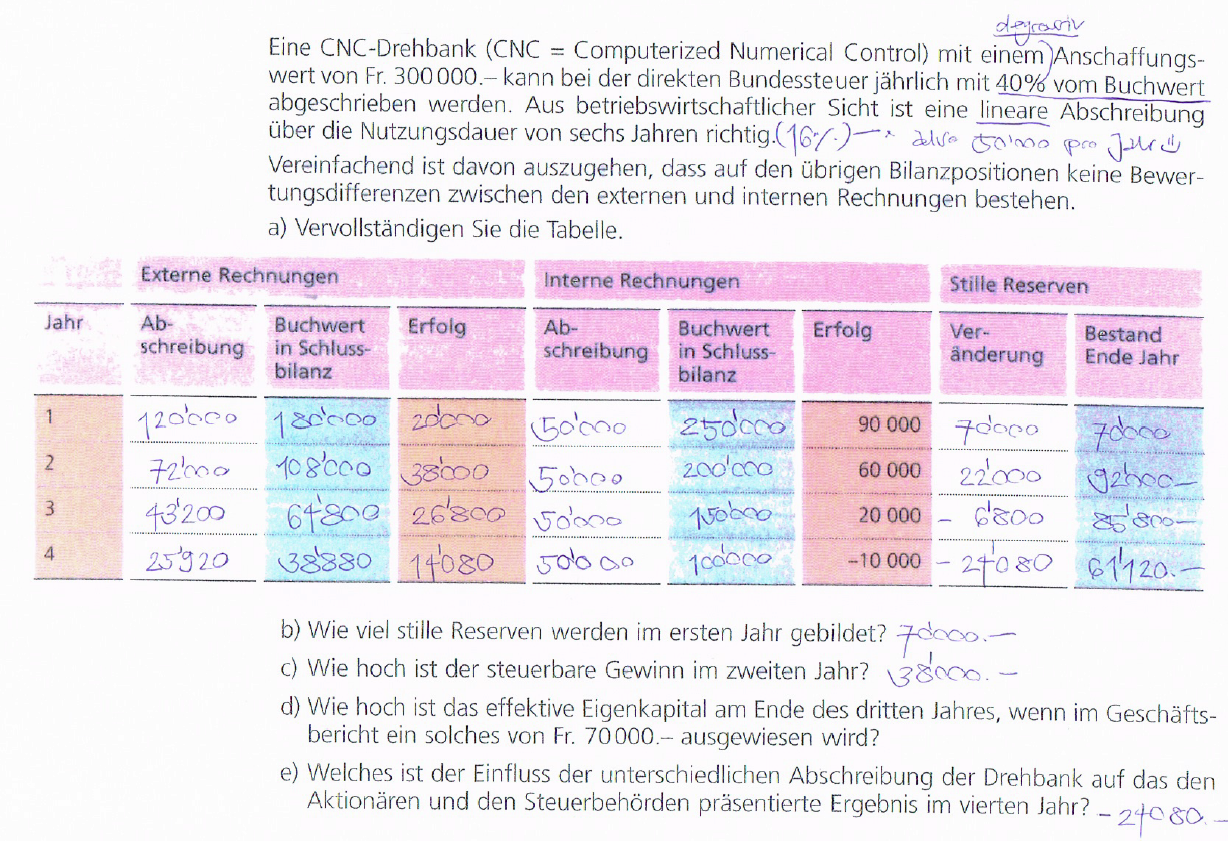 degressiv
Eine CNC-Drehbank (CNC = Computerized Numerical Control) mit einem Anschaffungs-
wert von Fr. 300 000.– kann bei der direkten Bundessteuer jährlich mit 40% vom Buchwert
abgeschrieben werden. Aus betriebswirtschaftlicher Sicht ist eine lineare Abschreibung
über die Nutzungsdauer von sechs Jahren richtig. (16%) → also 50'000 pro Jahr
Vereinfachend ist davon auszugehen, dass auf den übrigen Bilanzpositionen keine Bewer-
tungsdifferenzen zwischen den externen und internen Rechnungen bestehen.
a) Vervollständigen Sie die Tabelle.
Externe Rechnungen Interne Rechnungen Stille Reserven
Jahr Ab- Buchwert Erfolg Ab- Buchwert Erfolg Ver- Bestand
schreibung in Schluss- schreibung in Schluss- änderung Ende Jahr
bilanz bilanz
1 120'000 180'000 20'000 50'000 250'000 90 000 70'000 70'000
2 72'000 108'000 38'000 50'000 200'000 60 000 22'000 92'000–
3 43'200 64'800 26'800 50'000 150'000 20 000 – 6'800 85'800–
4 25'920 38'880 14'080 50'000 100'000 –10 000 – 24'080 61'120.–
b) Wie viel stille Reserven werden im ersten Jahr gebildet? 70'000.–
c) Wie hoch ist der steuerbare Gewinn im zweiten Jahr? 38'000.–
d) Wie hoch ist das effektive Eigenkapital am Ende des dritten Jahres, wenn im Geschäfts-
bericht ein solches von Fr. 70 000.– ausgewiesen wird?
e) Welches ist der Einfluss der unterschiedlichen Abschreibung der Drehbank auf das den
Aktionären und den Steuerbehörden präsentierte Ergebnis im vierten Jahr? – 24'080.–